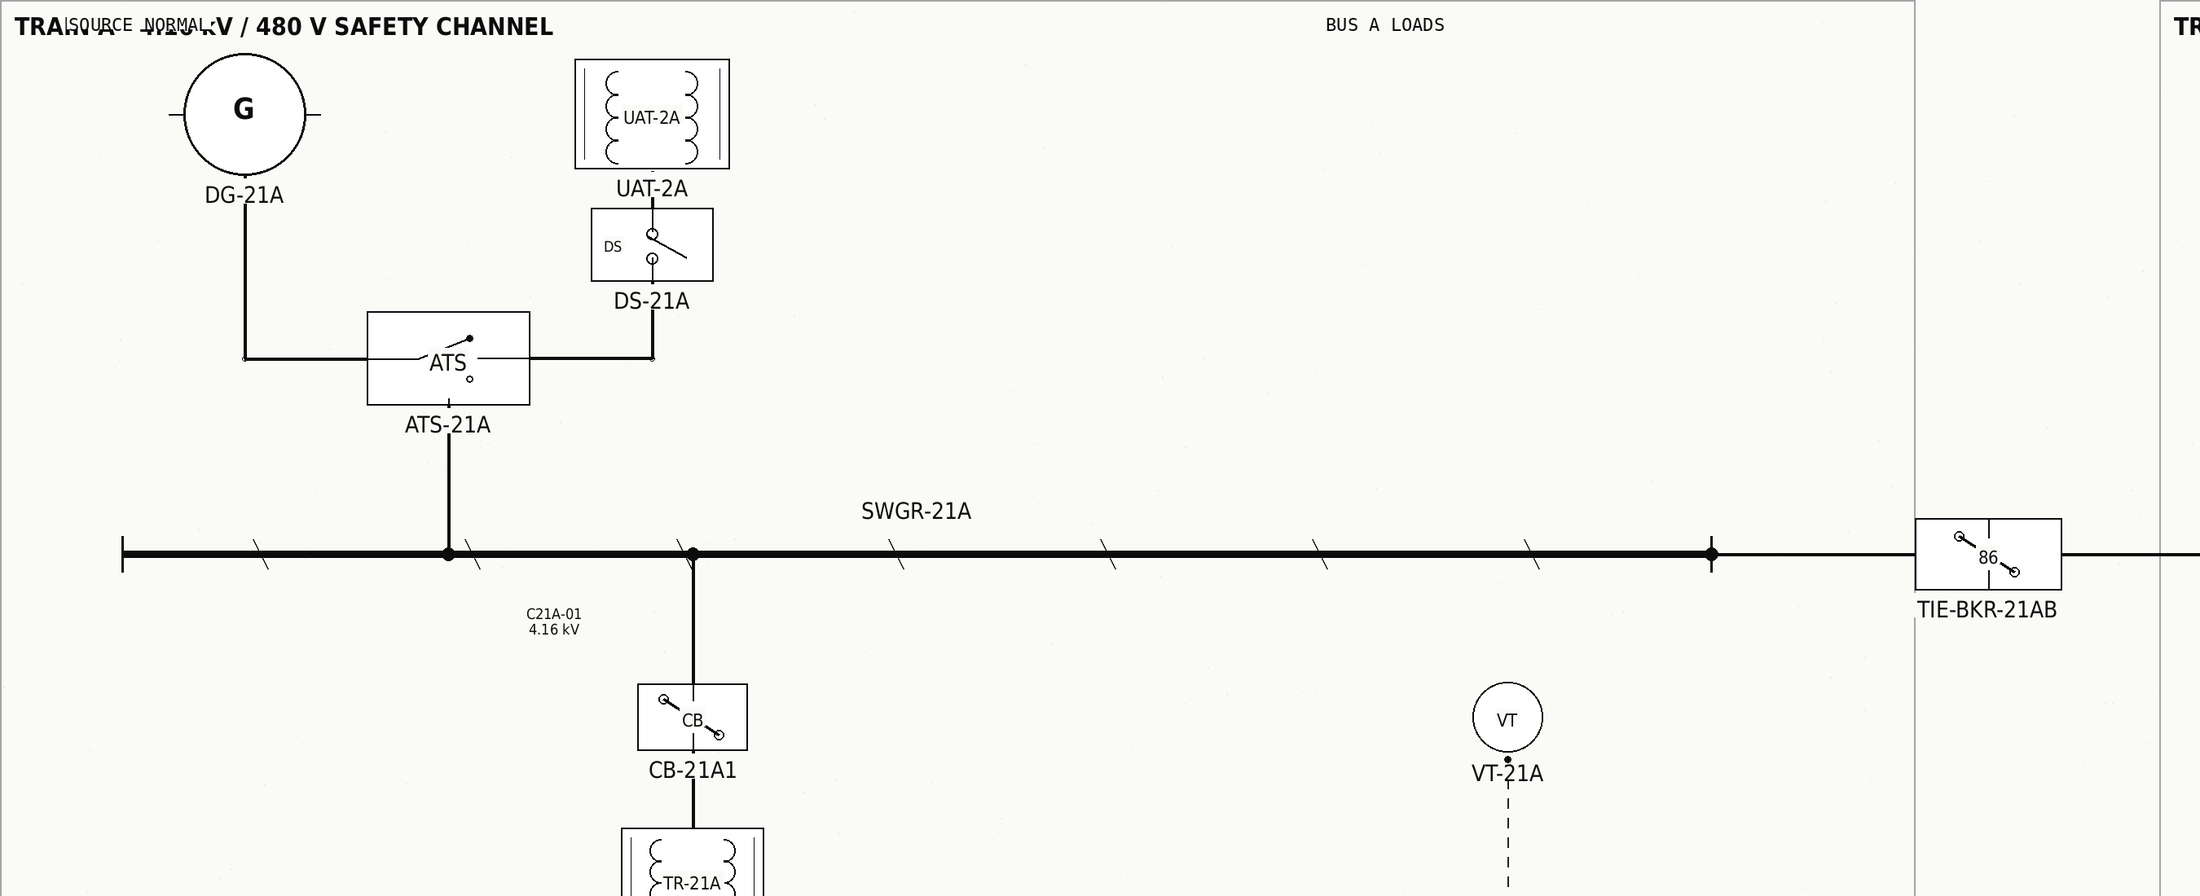 SOURCE NORMAL
kV / 480 V SAFETY CHANNEL
BUS A LOADS
TR
G
DG-21A
UAT-2A
UAT-2A
DS
DS-21A
ATS
ATS-21A
SWGR-21A
86
TIE-BKR-21AB
C21A-01
4.16 kV
CB
CB-21A1
VT
VT-21A
TR-21A